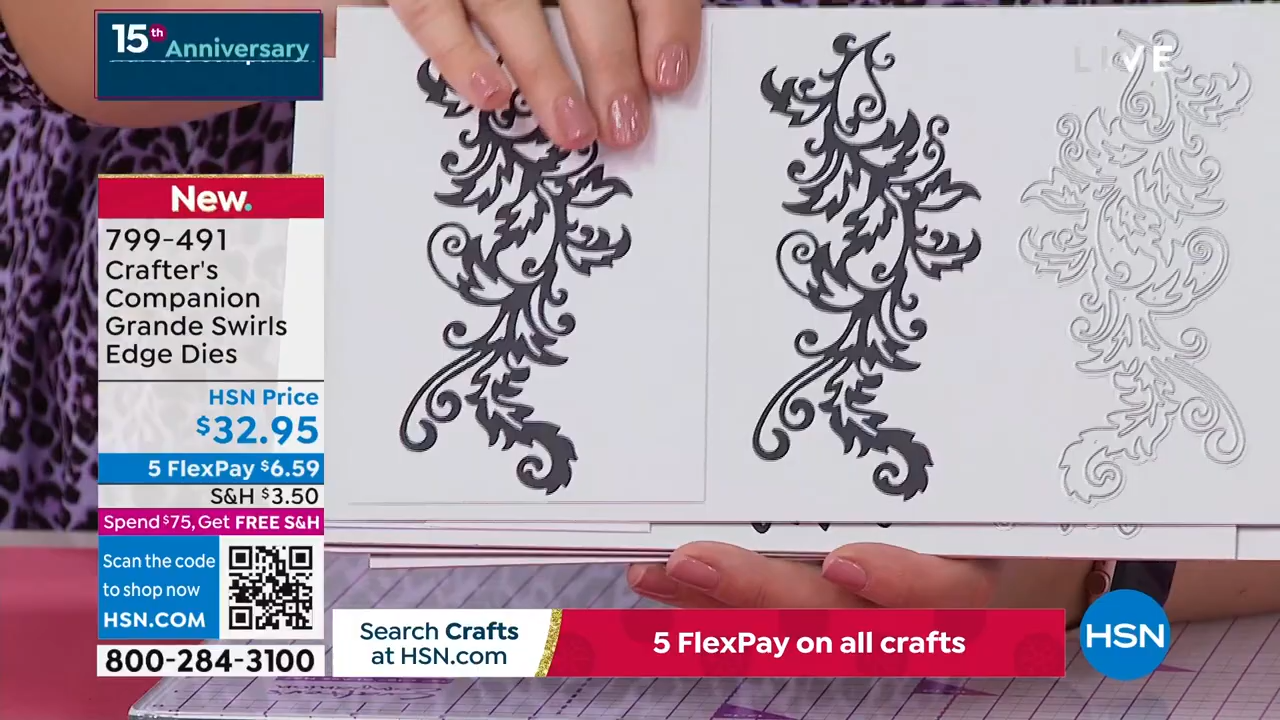 15th Anniversary
LIVE
New.
799-491
Crafter's
Companion
Grande Swirls
Edge Dies
HSN Price
$32.95
5 FlexPay $6.59
S&H $3.50
Spend $75, Get FREE S&H
Scan the code
to shop now
HSN.COM
800-284-3100
Search Crafts
at HSN.com
5 FlexPay on all crafts
HSN